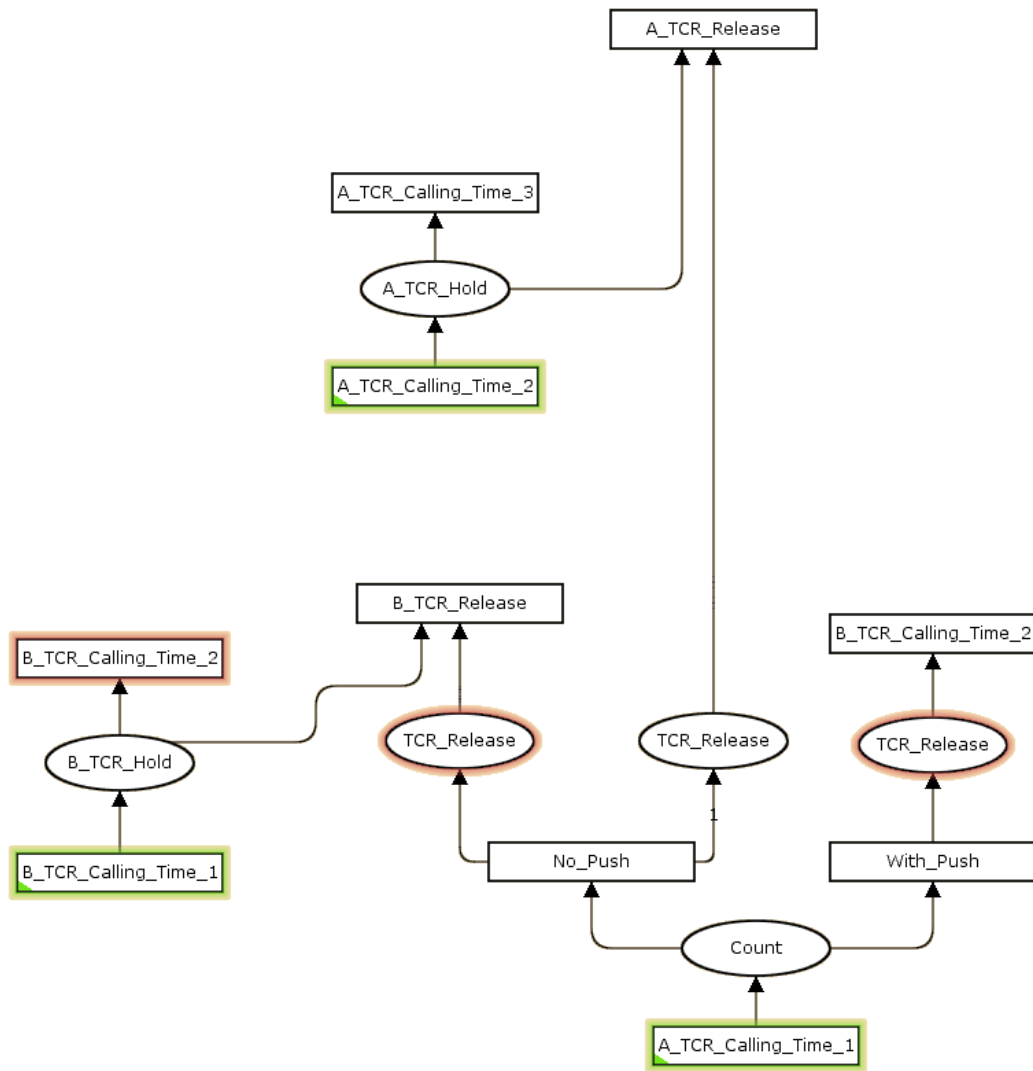 A_TCR_Release
A_TCR_Calling_Time_3
A_TCR_Hold
A_TCR_Calling_Time_2
B_TCR_Release
B_TCR_Calling_Time_2
B_TCR_Calling_Time_2
TCR_Release
TCR_Release
TCR_Release
B_TCR_Hold
1
B_TCR_Calling_Time_1
No_Push
With_Push
Count
A_TCR_Calling_Time_1